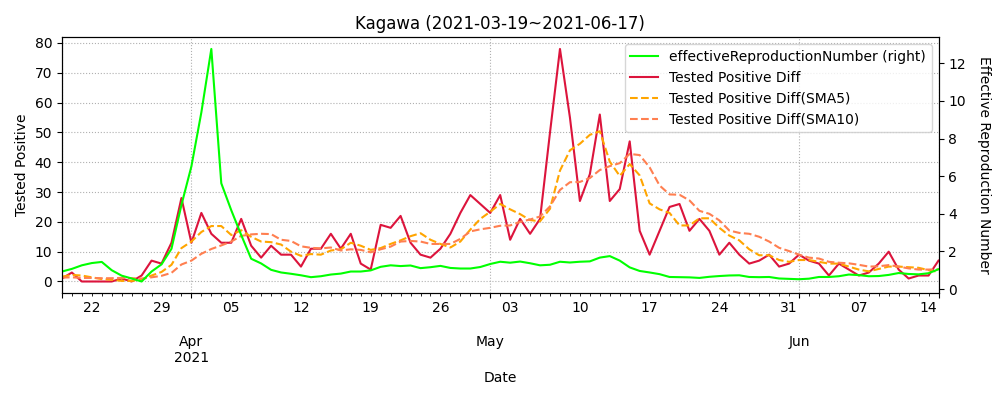 Kagawa (2021-03-19~2021-06-17)
effectiveReproductionNumber (right)
Tested Positive Diff
Tested Positive Diff(SMA5)
Tested Positive Diff(SMA10)
Tested Positive
80
70
60
50
40
30
20
10
0
12
10
8
6
4
2
0
Effective Reproduction Number
22 29 05 12 19 26 03 10 17 24 31 07 14
Apr May Jun
2021
Date